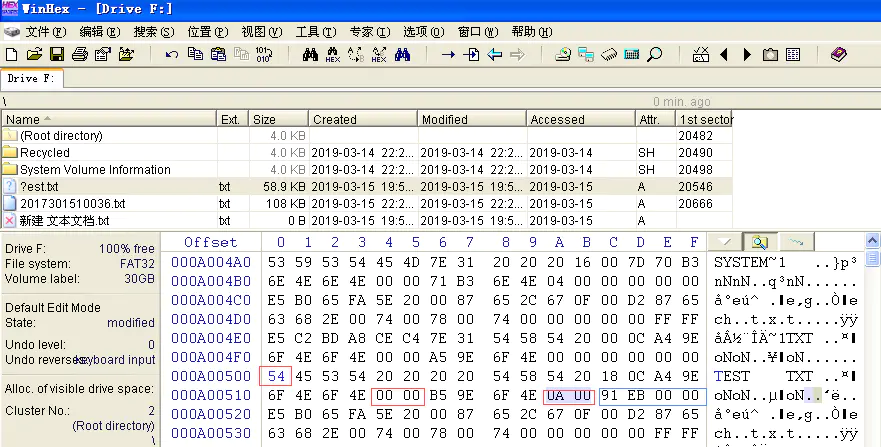 WinHex - [Drive F:]
文件(F) 编辑(E) 搜索(S) 位置(P) 视图(V) 工具(T) 专家(I) 选项(O) 窗口(W) 帮助(H)
Drive F:
\ 0 min. ago
Name Ext. Size Created Modified Accessed Attr. 1st sector
(Root directory) 4.0 KB 20482
Recycled 4.0 KB 2019-03-14 22:2... 2019-03-14 22:2... 2019-03-14 SH 20490
System Volume Information 4.0 KB 2019-03-14 22:2... 2019-03-14 22:2... 2019-03-14 SH 20498
?est.txt txt 58.9 KB 2019-03-15 19:5... 2019-03-15 19:5... 2019-03-15 A 20546
2017301510036.txt txt 108 KB 2019-03-15 19:5... 2019-03-15 19:5... 2019-03-15 A 20666
新建 文本文档.txt txt 0 B 2019-03-15 19:5... 2019-03-15 19:5... 2019-03-15 A
Drive F: 100% free
File system: FAT32
Volume label: 30GB
Default Edit Mode
State: modified
Undo level: 0
Undo reverses: keyboard input
Alloc. of visible drive space:
Cluster No.: 2
(Root directory)
\
Offset 0 1 2 3 4 5 6 7 8 9 A B C D E F
000A004A0 53 59 53 54 45 4D 7E 31 20 20 20 16 00 7D 70 B3 SYSTEM~1 ..}p³
000A004B0 6E 4E 6E 4E 00 00 71 B3 6E 4E 04 00 00 00 00 00 nNnN..q³nN......
000A004C0 E5 B0 65 FA 5E 20 00 87 65 2C 67 0F 00 D2 87 65
000A004D0 63 68 2E 00 74 00 78 00 74 00 00 00 00 00 FF FF ch..t.x.t.....ÿÿ
000A004E0 E5 C2 BD A8 CE C4 7E 31 54 58 54 20 00 0C A4 9E
000A004F0 6F 4E 6F 4E 00 00 A5 9E 6F 4E 00 00 00 00 00 00
000A00500 54 45 53 54 20 20 20 20 54 58 54 20 18 0C A4 9E
000A00510 6F 4E 6F 4E 00 00 B5 9E 6F 4E UA UU 91 EB 00 00
000A00520 E5 B0 65 FA 5E 20 00 87 65 2C 67 0F 00 D2 87 65
000A00530 63 68 2E 00 74 00 78 00 74 00 00 00 00 00 FF FF ch..t.x.t.....ÿÿ